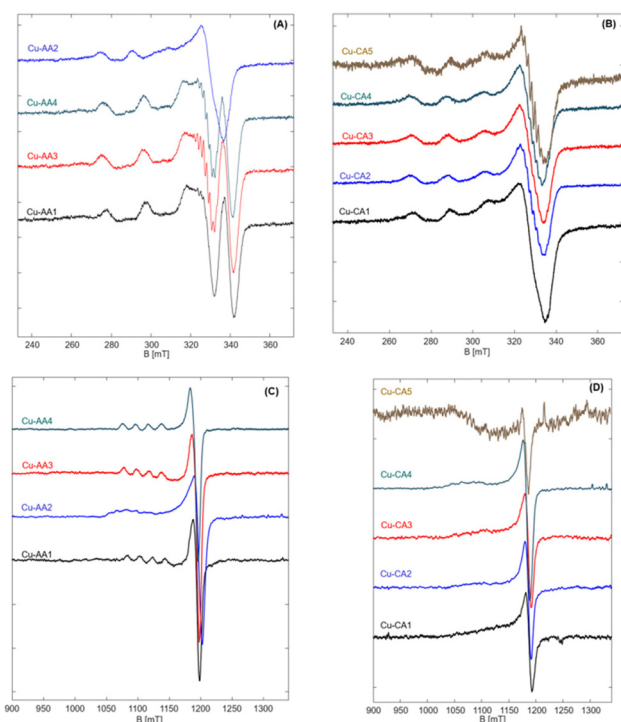 (A)
Cu-AA2
Cu-AA4
Cu-AA3
Cu-AA1
240 260 280 300 320 340 360
B [mT]
(B)
Cu-CA5
Cu-CA4
Cu-CA3
Cu-CA2
Cu-CA1
240 260 280 300 320 340 360
B [mT]
(C)
Cu-AA4
Cu-AA3
Cu-AA2
Cu-AA1
900 950 1000 1050 1100 1150 1200 1250 1300
B [mT]
(D)
Cu-CA5
Cu-CA4
Cu-CA3
Cu-CA2
Cu-CA1
900 950 1000 1050 1100 1150 1200 1250 1300
B [mT]